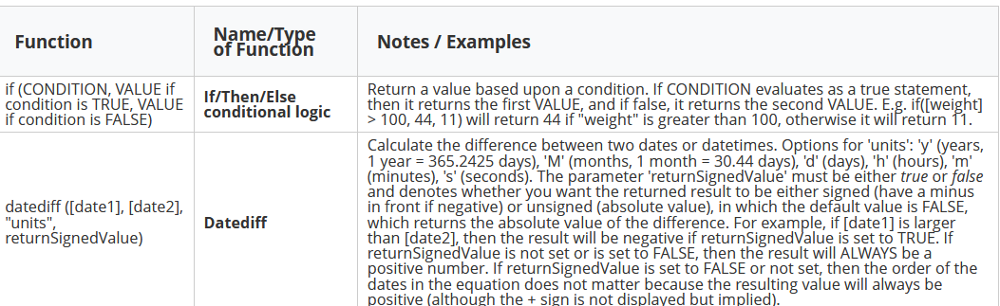 Function
Name/Type
of Function
Notes / Examples
if (CONDITION, VALUE if
condition is TRUE, VALUE
if condition is FALSE)
If/Then/Else
conditional logic
Return a value based upon a condition. If CONDITION evaluates as a true statement,
then it returns the first VALUE, and if false, it returns the second VALUE. E.g. if([weight]
> 100, 44, 11) will return 44 if "weight" is greater than 100, otherwise it will return 11.
datediff ([date1], [date2],
"units",
returnSignedValue)
Datediff
Calculate the difference between two dates or datetimes. Options for 'units': 'y' (years,
1 year = 365.2425 days), 'M' (months, 1 month = 30.44 days), 'd' (days), 'h' (hours), 'm'
(minutes), 's' (seconds). The parameter 'returnSignedValue' must be either true or false
and denotes whether you want the returned result to be either signed (have a minus
in front if negative) or unsigned (absolute value), in which the default value is FALSE,
which returns the absolute value of the difference. For example, if [date1] is larger
than [date2], then the result will be negative if returnSignedValue is set to TRUE. If
returnSignedValue is not set or is set to FALSE, then the result will ALWAYS be a
positive number. If returnSignedValue is set to FALSE or not set, then the order of the
dates in the equation does not matter because the resulting value will always be
positive (although the + sign is not displayed but implied).